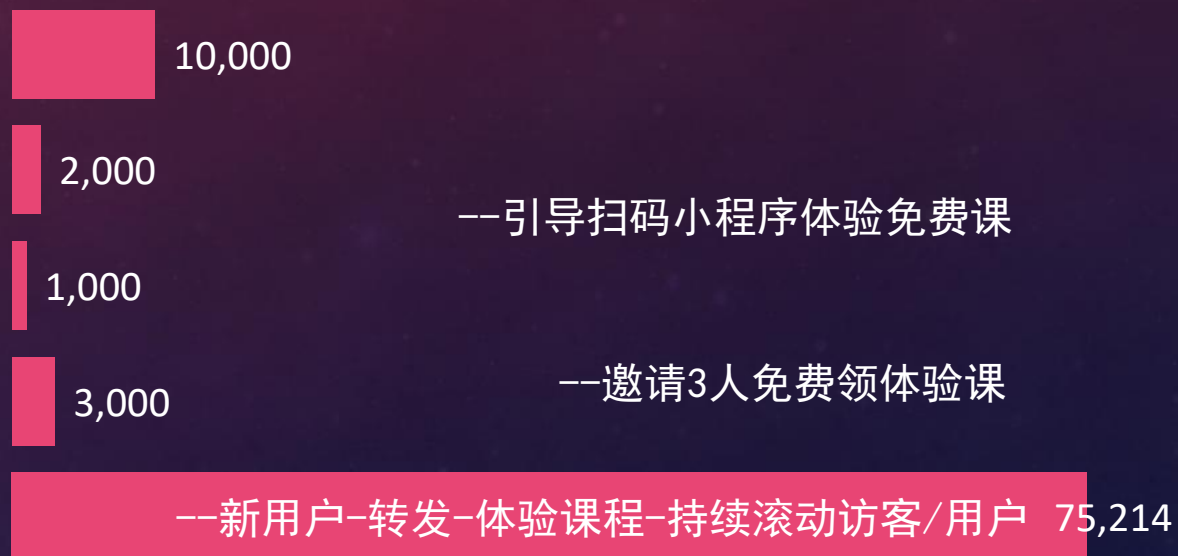 10,000
2,000
--引导扫码小程序体验免费课
1,000
--邀请3人免费领体验课
3,000
--新用户-转发-体验课程-持续滚动访客/用户 75,214